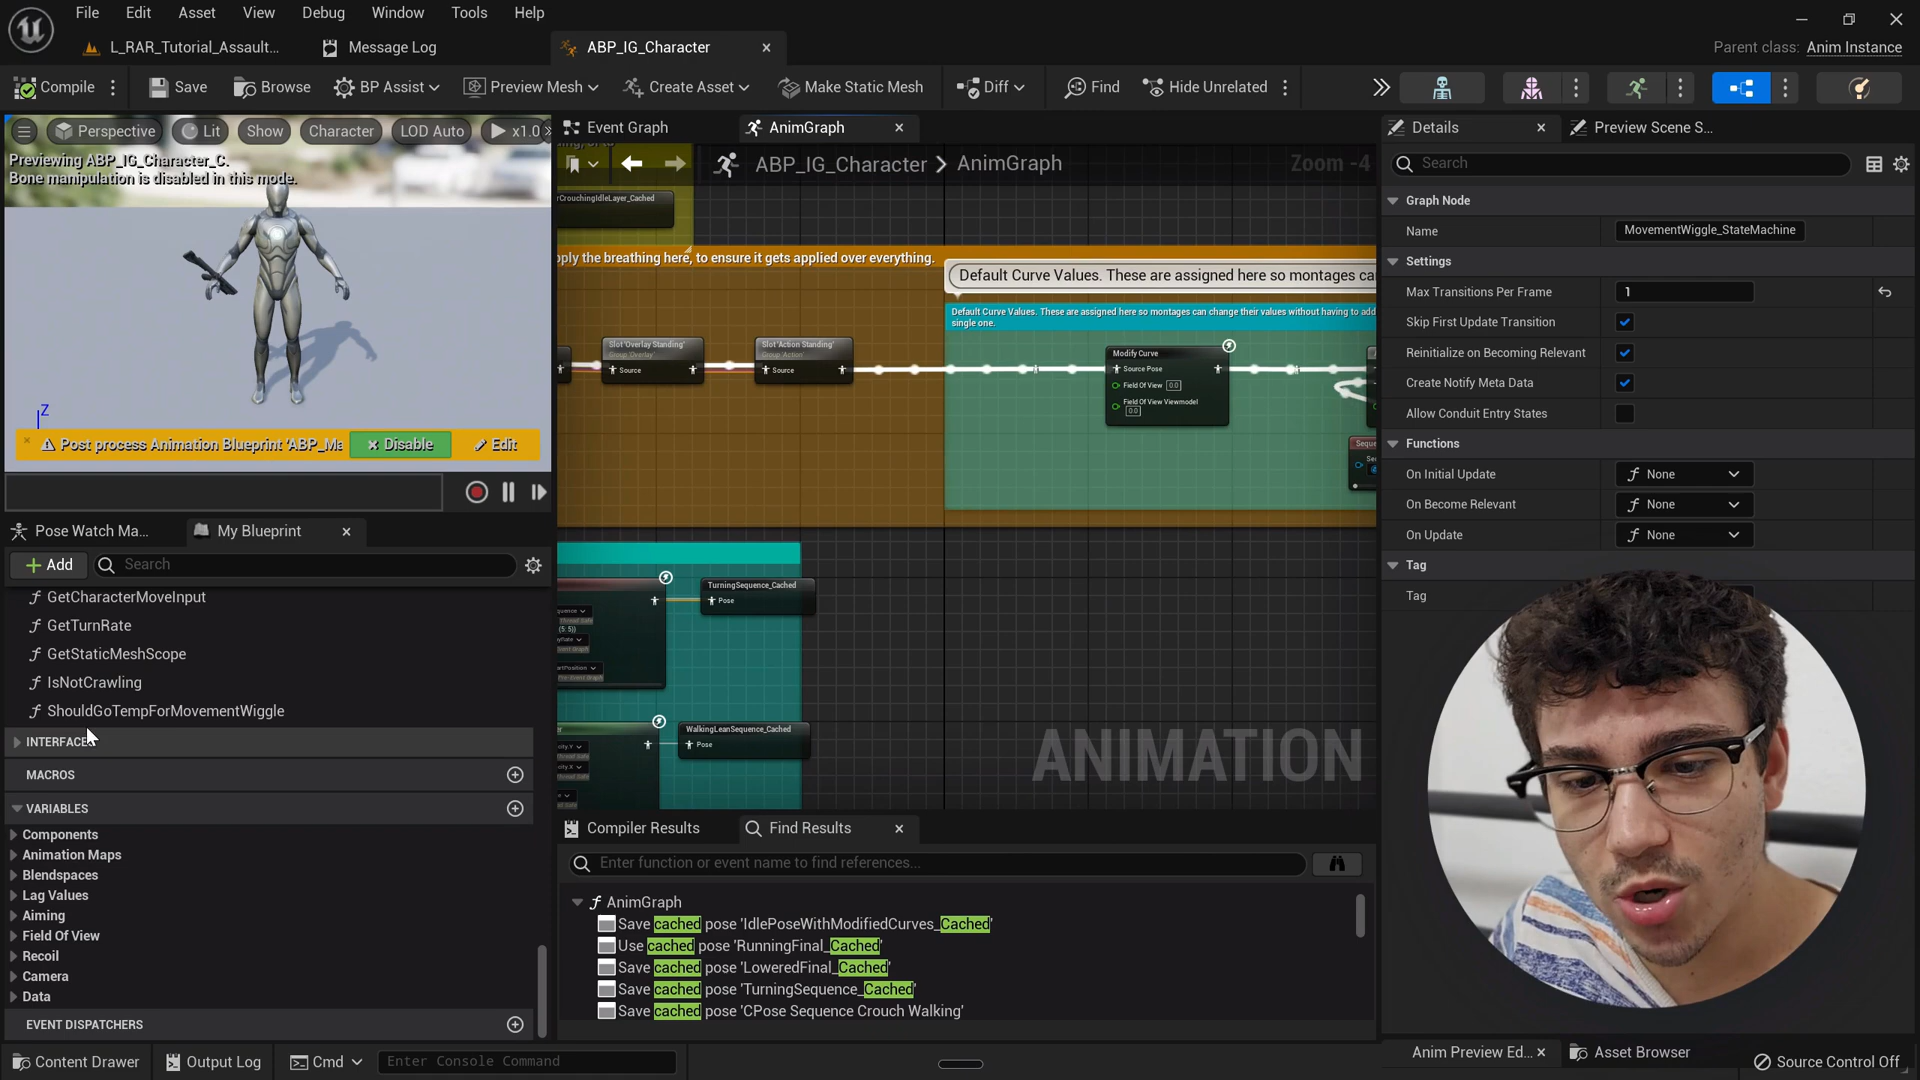 File Edit Asset View Debug Window Tools Help
L_RAR_Tutorial_Assault... Message Log ABP_IG_Character Parent class: Anim Instance
Compile Save Browse BP Assist Preview Mesh Create Asset Make Static Mesh Diff Find Hide Unrelated
Perspective Lit Show Character LOD Auto x1.0
Previewing ABP_IG_Character_C.
Bone manipulation is disabled in this mode.
Z
Post process Animation Blueprint 'ABP_Ma Disable Edit
Pose Watch Ma... My Blueprint
Add Search
GetCharacterMoveInput
GetTurnRate
GetStaticMeshScope
IsNotCrawling
ShouldGoTempForMovementWiggle
INTERFACES
MACROS
VARIABLES
Components
Animation Maps
Blendspaces
Lag Values
Aiming
Field Of View
Recoil
Camera
Data
EVENT DISPATCHERS
Event Graph AnimGraph
ABP_IG_Character AnimGraph Zoom -4
rCrouchingIdleLayer_Cached
pply the breathing here, to ensure it gets applied over everything.
Default Curve Values. These are assigned here so montages ca
Default Curve Values. These are assigned here so montages can change their values without having to add
single one.
Slot 'Overlay Standing'
Group 'Overlay'
Source
Slot 'Action Standing'
Group 'Action'
Source
Modify Curve
Source Pose
Field Of View 0.0
Field Of View Viewmodel
0.0
Seque
TurningSequence_Cached
Pose
WalkingLeanSequence_Cached
Pose
ANIMATION
Compiler Results Find Results
Enter function or event name to find references...
AnimGraph
Save cached pose 'IdlePoseWithModifiedCurves_Cached'
Use cached pose 'RunningFinal_Cached'
Save cached pose 'LoweredFinal_Cached'
Save cached pose 'TurningSequence_Cached'
Save cached pose 'CPose Sequence Crouch Walking'
Details Preview Scene S...
Search
Graph Node
Name MovementWiggle_StateMachine
Settings
Max Transitions Per Frame 1
Skip First Update Transition
Reinitialize on Becoming Relevant
Create Notify Meta Data
Allow Conduit Entry States
Functions
On Initial Update None
On Become Relevant None
On Update None
Tag
Tag
Anim Preview Ed... Asset Browser
Content Drawer Output Log Cmd Enter Console Command Source Control Off